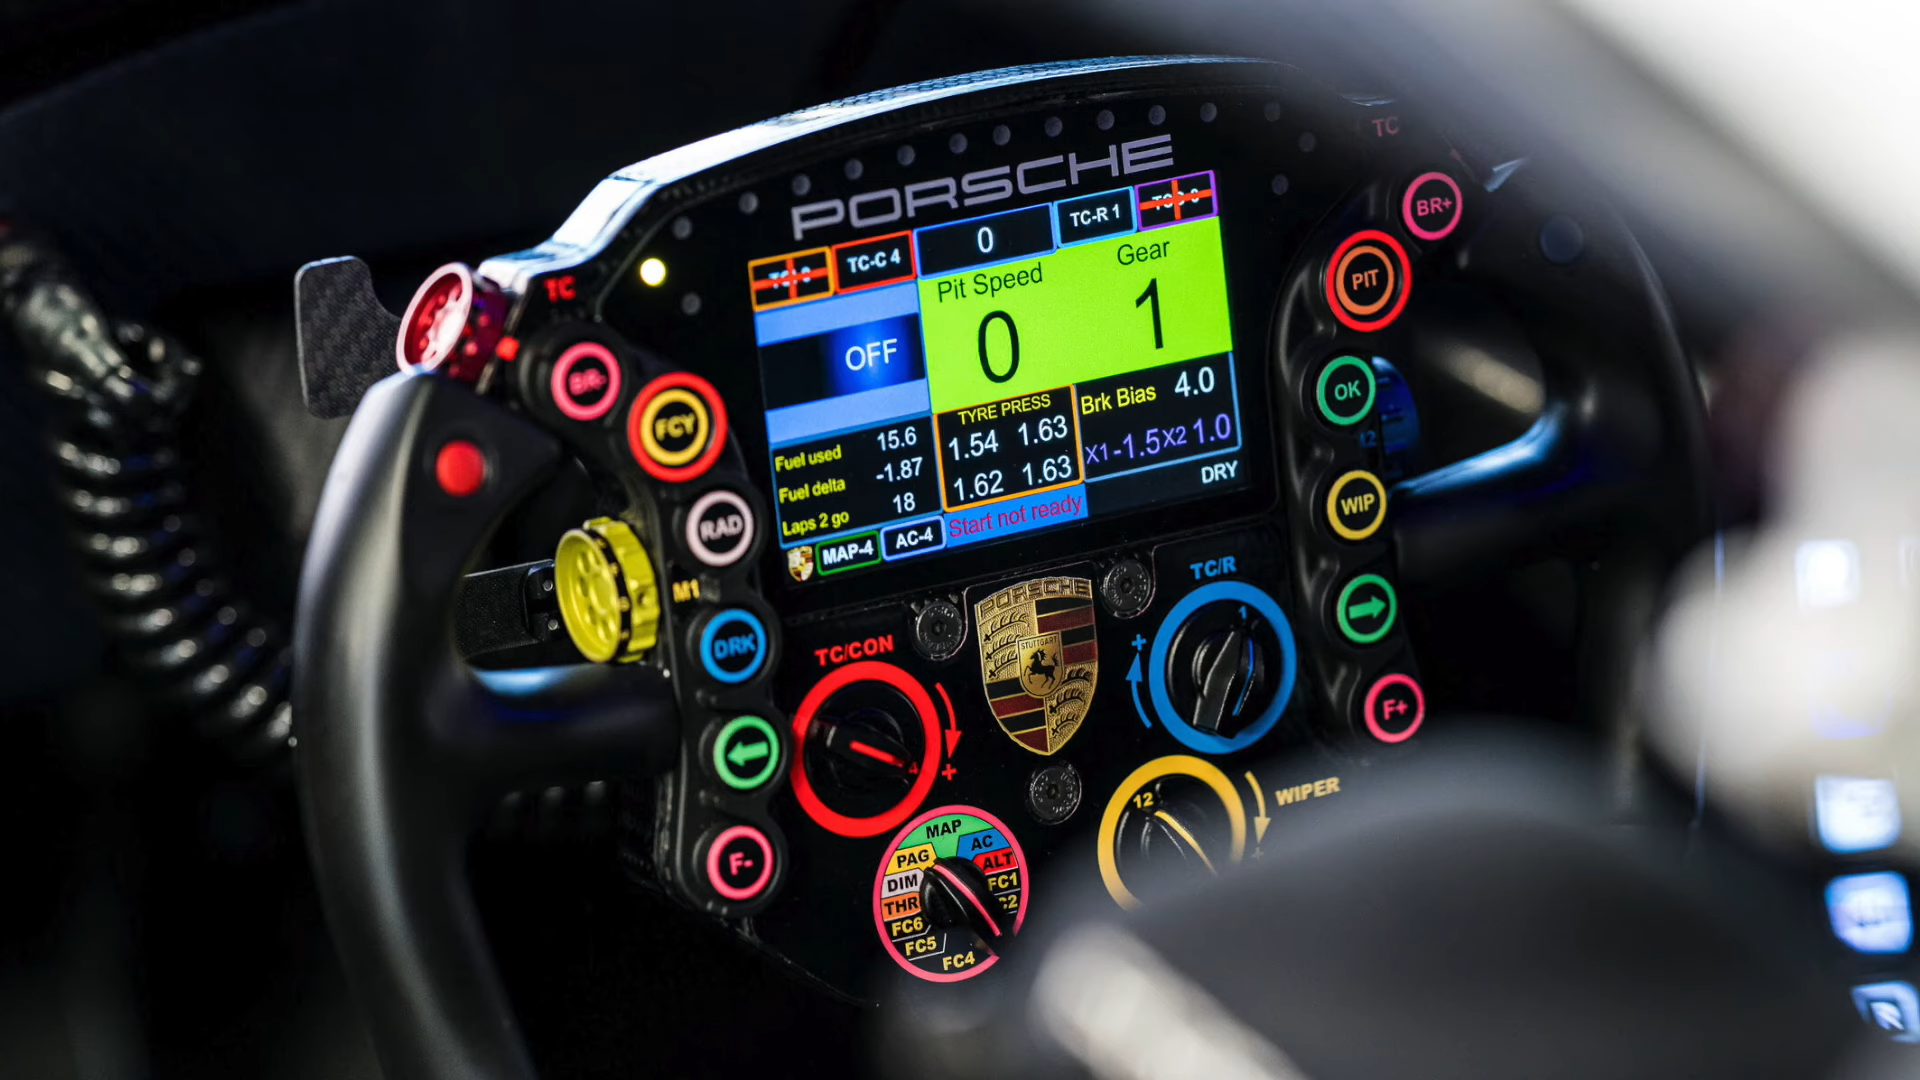 PORSCHE
TC
TC
TC-C 4
0
TC-R 1
BR+
Pit Speed
Gear
0
1
OFF
PIT
BR-
FCY
OK
Fuel used 15.6
Fuel delta -1.87
Laps 2 go 18
TYRE PRESS
1.54 1.63
1.62 1.63
Brk Bias 4.0
X1-1.5X2 1.0
DRY
Start not ready
MAP-4
AC-4
RAD
WIP
M1
DRK
PORSCHE
STUTTGART
TC/CON
4
+
TC/R
1
+
F+
F-
WIPER
12
MAP
AC
ALT
FC1
PAG
DIM
THR
FC6
FC5
FC4